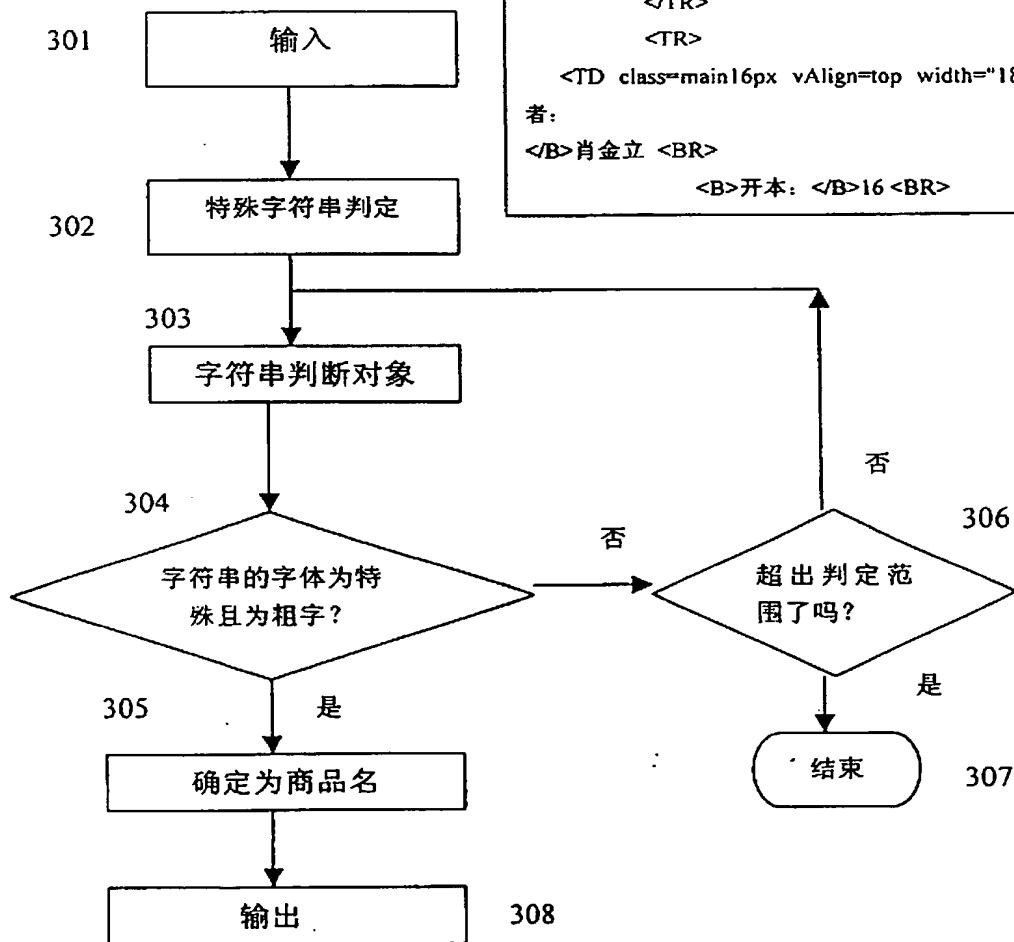 </TR>
<TR>
<TD class=main16px vAlign=top width="18
者：
</B>肖金立 <BR>
<B>开本：</B>16 <BR>
301
输入
302
特殊字符串判定
303
字符串判断对象
304
字符串的字体为特
殊且为粗字？
否
否
306
超出判定范
围了吗？
305
是
是
确定为商品名
结束
307
输出
308